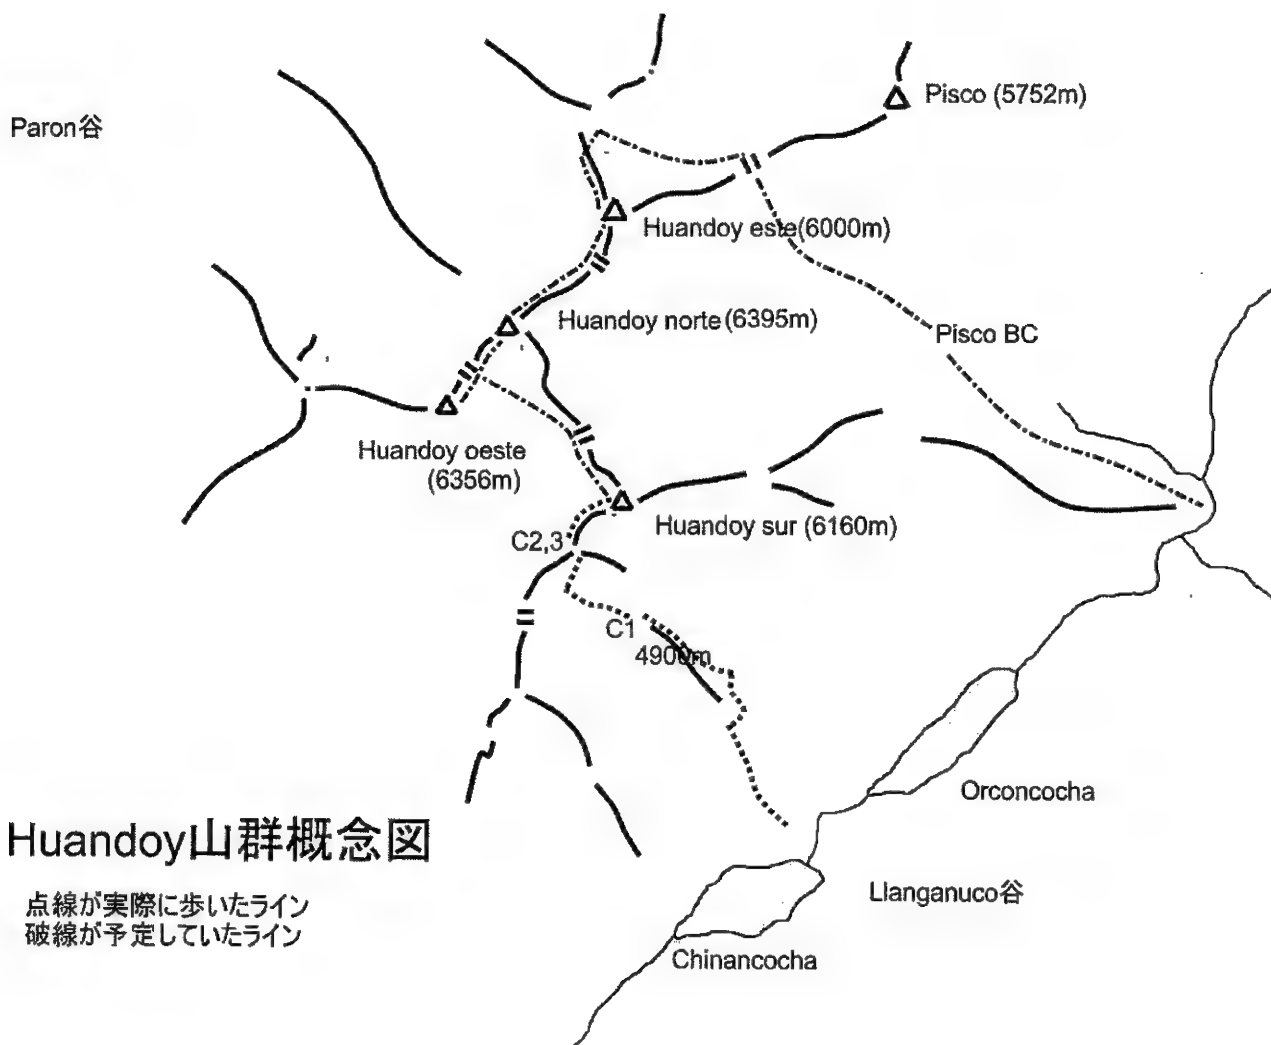 Pisco (5752m)
Paron谷
Huandoy este(6000m)
Huandoy norte(6395m)
Pisco BC
Huandoy oeste
(6356m)
Huandoy sur (6160m)
C2,3
C1
4900m
Orconcocha
Huandoy山群概念図
Llanganuco谷
点線が実際に歩いたライン
破線が予定していたライン
Chinancocha